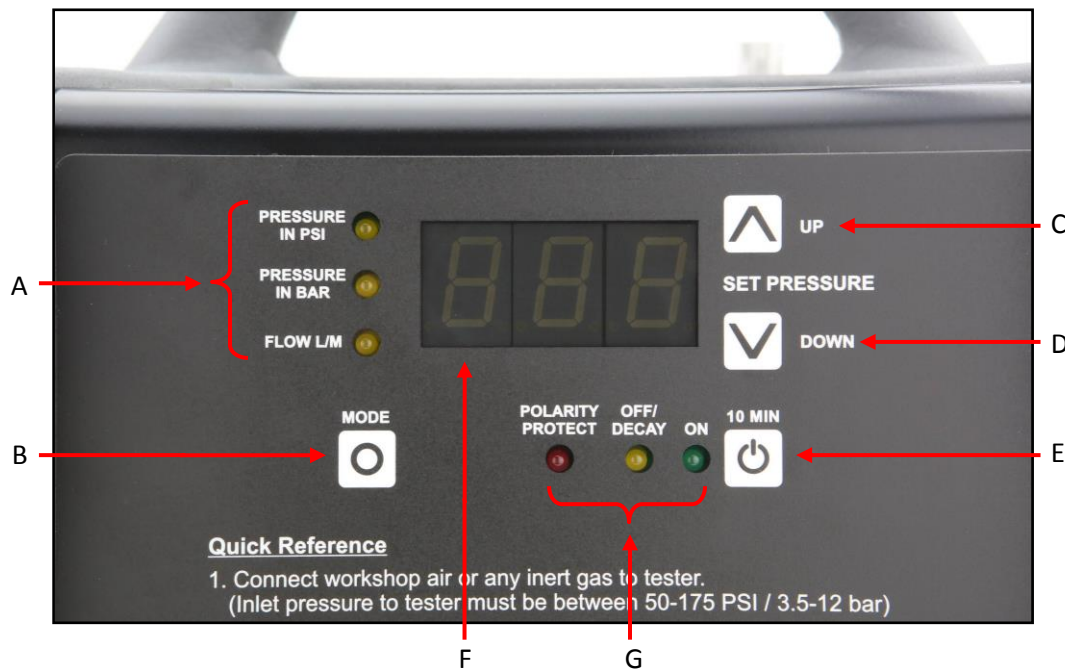 PRESSURE
IN PSI
UP
C
PRESSURE
IN BAR
SET PRESSURE
A
FLOW L/M
DOWN
D
MODE
POLARITY
PROTECT
OFF/
DECAY
ON
10 MIN
B
E
Quick Reference
1. Connect workshop air or any inert gas to tester.
(Inlet pressure to tester must be between 50-175 PSI / 3.5-12 bar)
F
G